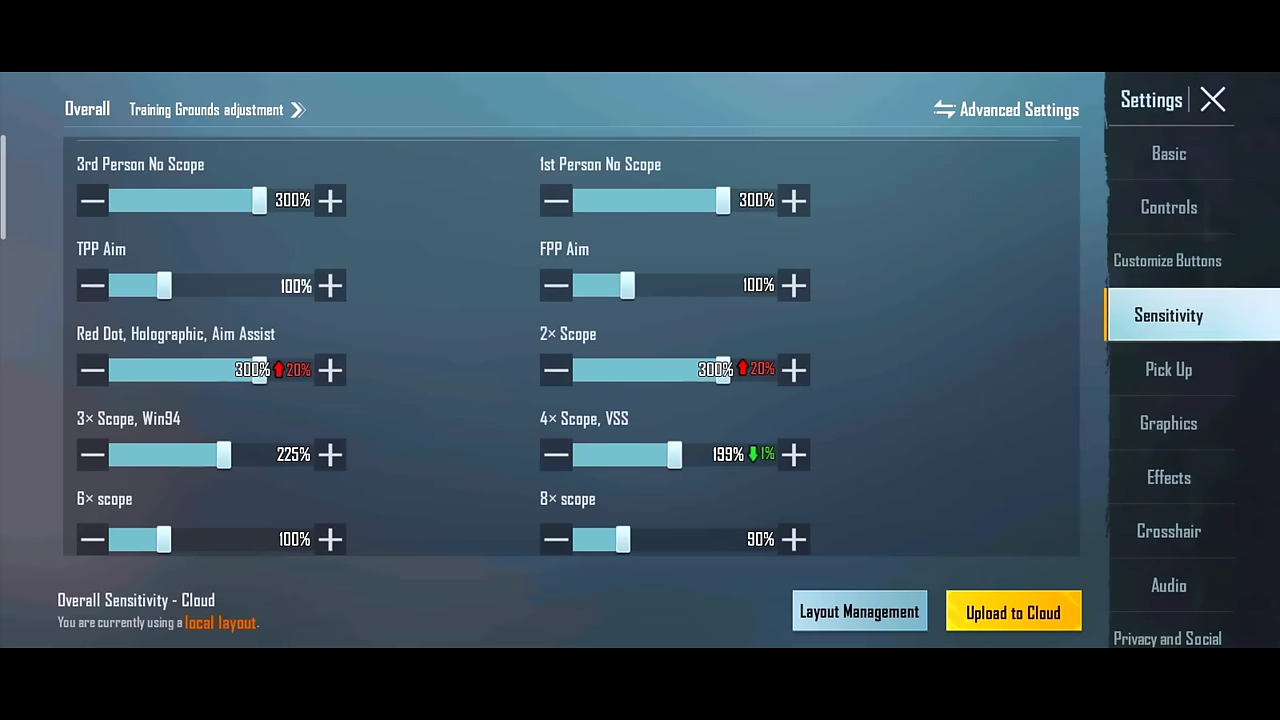 Overall Training Grounds adjustment
Advanced Settings
3rd Person No Scope
300%
1st Person No Scope
300%
TPP Aim
100%
FPP Aim
100%
Red Dot, Holographic, Aim Assist
300% 20%
2× Scope
300% 20%
3× Scope, Win94
225%
4× Scope, VSS
199% 1%
6× scope
100%
8× scope
90%
Overall Sensitivity - Cloud
You are currently using a local layout.
Layout Management
Upload to Cloud
Settings
Basic
Controls
Customize Buttons
Sensitivity
Pick Up
Graphics
Effects
Crosshair
Audio
Privacy and Social